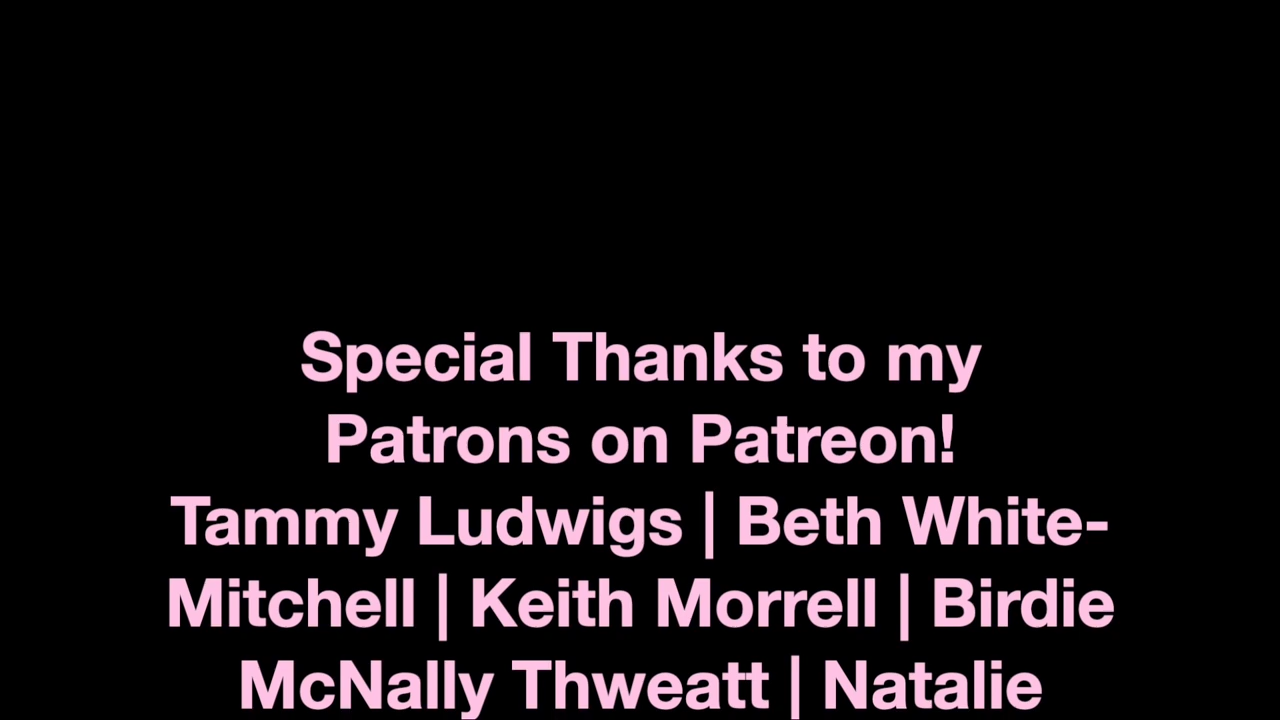 Special Thanks to my
Patrons on Patreon!
Tammy Ludwigs | Beth White-
Mitchell | Keith Morrell | Birdie
McNally Thweatt | Natalie